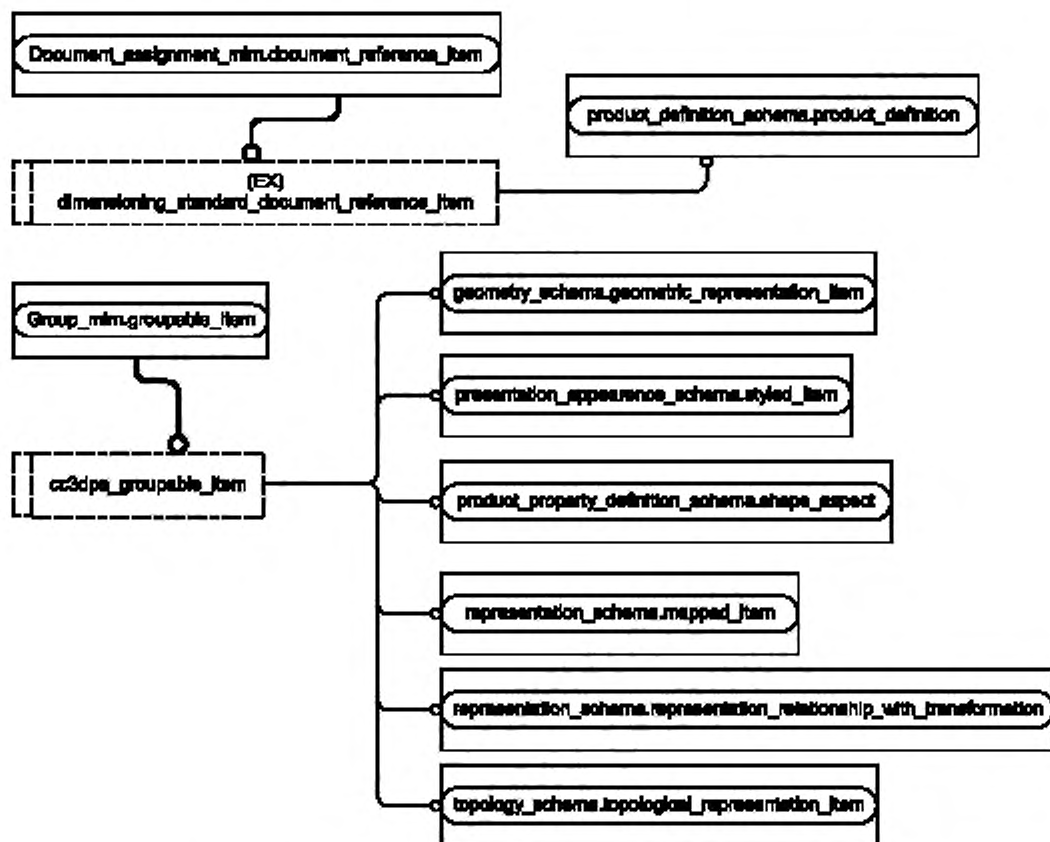 Document_assignment_mim.document_reference_item
product_definition_schema.product_definition
(EX)
dimensioning_standard_document_reference_item
geometry_schema.geometric_representation_item
Group_mim.groupable_item
presentation_appearance_schema.styled_item
cc3dps_groupable_item
product_property_definition_schema.shape_aspect
representation_schema.mapped_item
representation_schema.representation_relationship_with_transformation
topology_schema.topological_representation_item